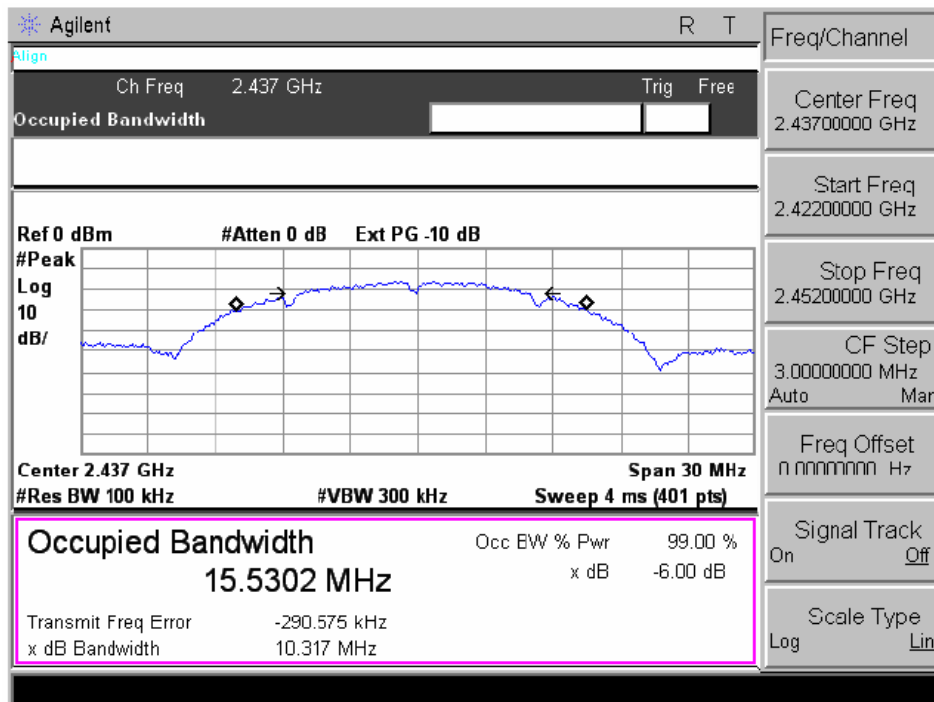 Agilent R T
Align
Ch Freq 2.437 GHz Trig Free
Occupied Bandwidth
Ref 0 dBm #Atten 0 dB Ext PG -10 dB
#Peak
Log
10
dB/
Center 2.437 GHz Span 30 MHz
#Res BW 100 kHz #VBW 300 kHz Sweep 4 ms (401 pts)
Occupied Bandwidth
15.5302 MHz
Occ BW % Pwr 99.00 %
x dB -6.00 dB
Transmit Freq Error -290.575 kHz
x dB Bandwidth 10.317 MHz
Freq/Channel
Center Freq
2.43700000 GHz
Start Freq
2.42200000 GHz
Stop Freq
2.45200000 GHz
CF Step
3.00000000 MHz
Auto Man
Freq Offset
0.00000000 Hz
Signal Track
On Off
Scale Type
Log Lin